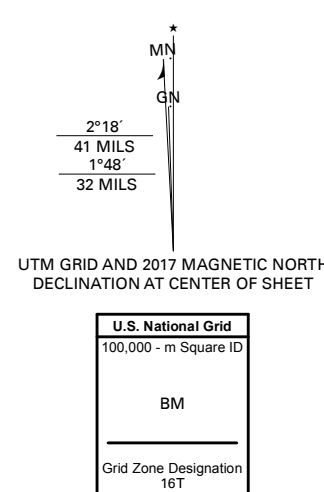 ★
MN
GN
2°18´
41 MILS
1°48´
32 MILS
UTM GRID AND 2017 MAGNETIC NORTH
DECLINATION AT CENTER OF SHEET
U.S. National Grid
100,000 - m Square ID
BM
Grid Zone Designation
16T